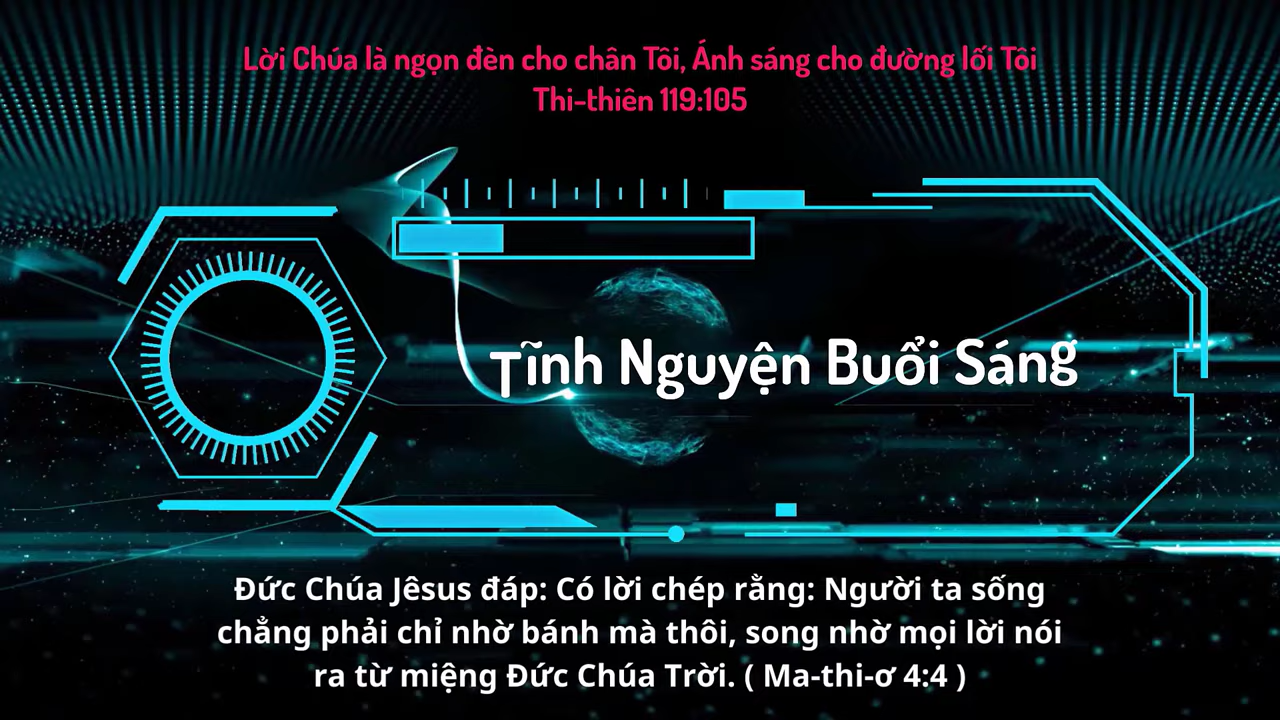 Lời Chúa là ngọn đèn cho chân Tôi, Ánh sáng cho đường lối Tôi
Thi-thiên 119:105
Tĩnh Nguyện Buổi Sáng
Đức Chúa Jêsus đáp: Có lời chép rằng: Người ta sống
chẳng phải chỉ nhờ bánh mà thôi, song nhờ mọi lời nói
ra từ miệng Đức Chúa Trời. ( Ma-thi-ơ 4:4 )